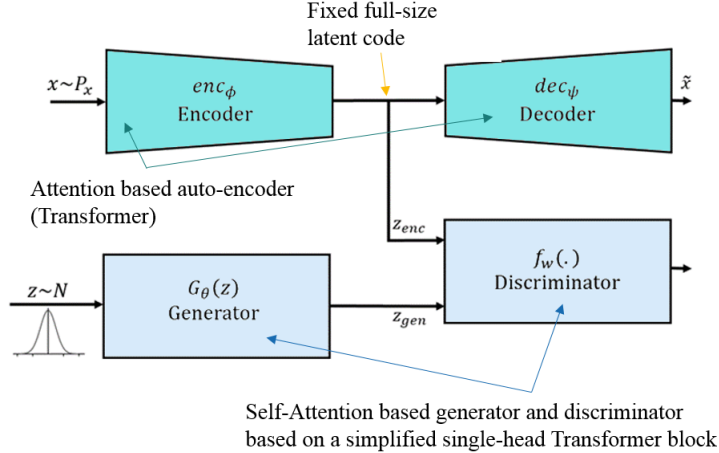 Fixed full-size
latent code
x~Pₓ
enc_ϕ
Encoder
dec_ψ
Decoder
x̃
Attention based auto-encoder
(Transformer)
z_enc
z~N
G_θ(z)
Generator
z_gen
f_w(.)
Discriminator
Self-Attention based generator and discriminator
based on a simplified single-head Transformer block